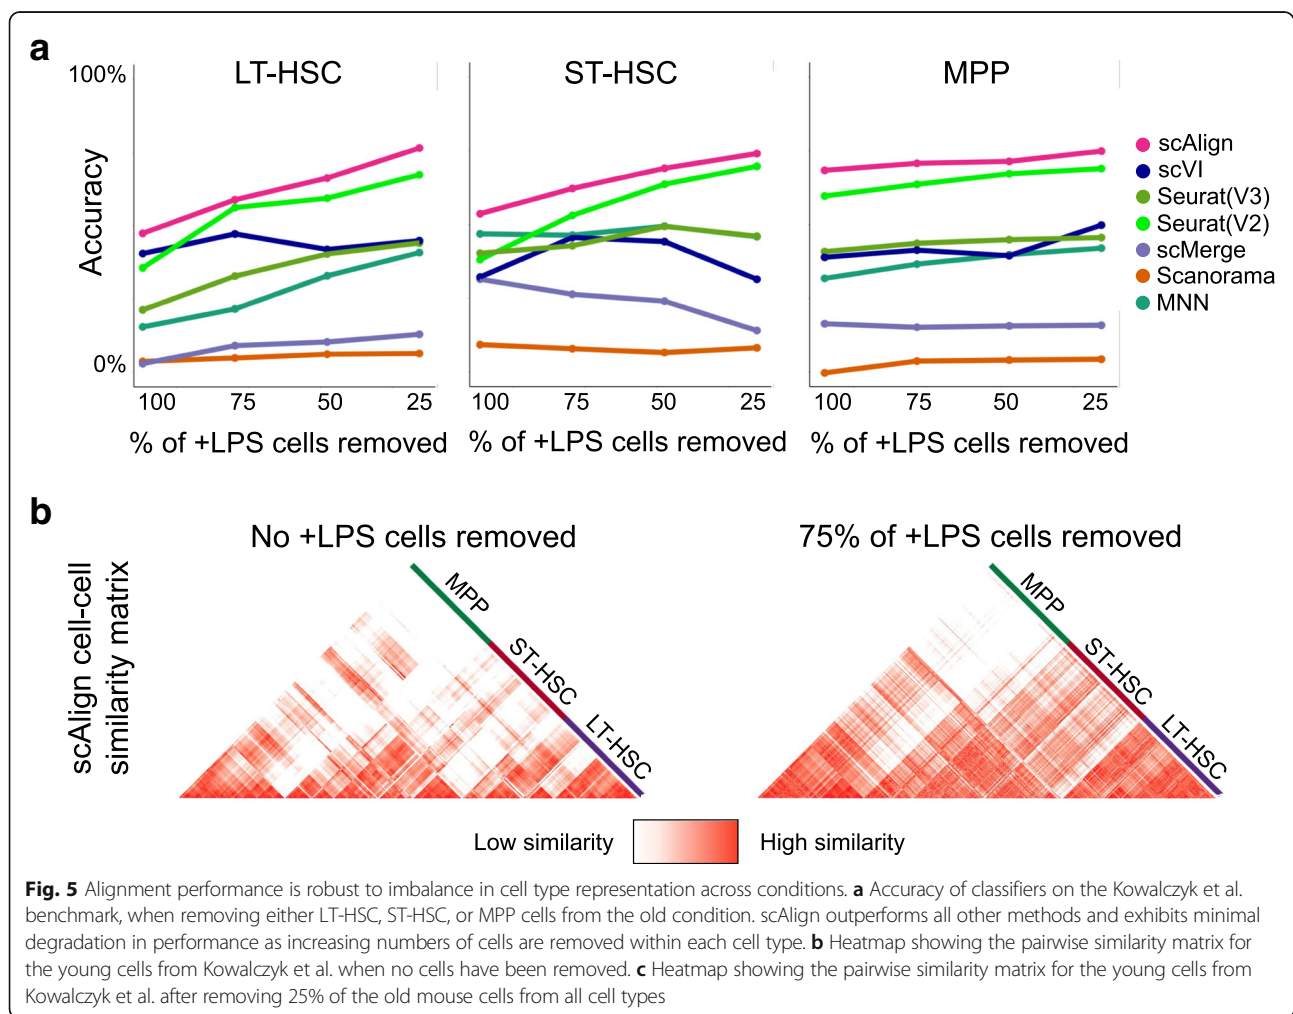 a
LT-HSC
ST-HSC
MPP
100%
Accuracy
0%
100 75 50 25
100 75 50 25
100 75 50 25
% of +LPS cells removed
% of +LPS cells removed
% of +LPS cells removed
scAlign
scVI
Seurat(V3)
Seurat(V2)
scMerge
Scanorama
MNN
b
No +LPS cells removed
75% of +LPS cells removed
scAlign cell-cell
similarity matrix
MPP
ST-HSC
LT-HSC
MPP
ST-HSC
LT-HSC
Low similarity
High similarity
Fig. 5 Alignment performance is robust to imbalance in cell type representation across conditions. a Accuracy of classifiers on the Kowalczyk et al.
benchmark, when removing either LT-HSC, ST-HSC, or MPP cells from the old condition. scAlign outperforms all other methods and exhibits minimal
degradation in performance as increasing numbers of cells are removed within each cell type. b Heatmap showing the pairwise similarity matrix for
the young cells from Kowalczyk et al. when no cells have been removed. c Heatmap showing the pairwise similarity matrix for the young cells from
Kowalczyk et al. after removing 25% of the old mouse cells from all cell types